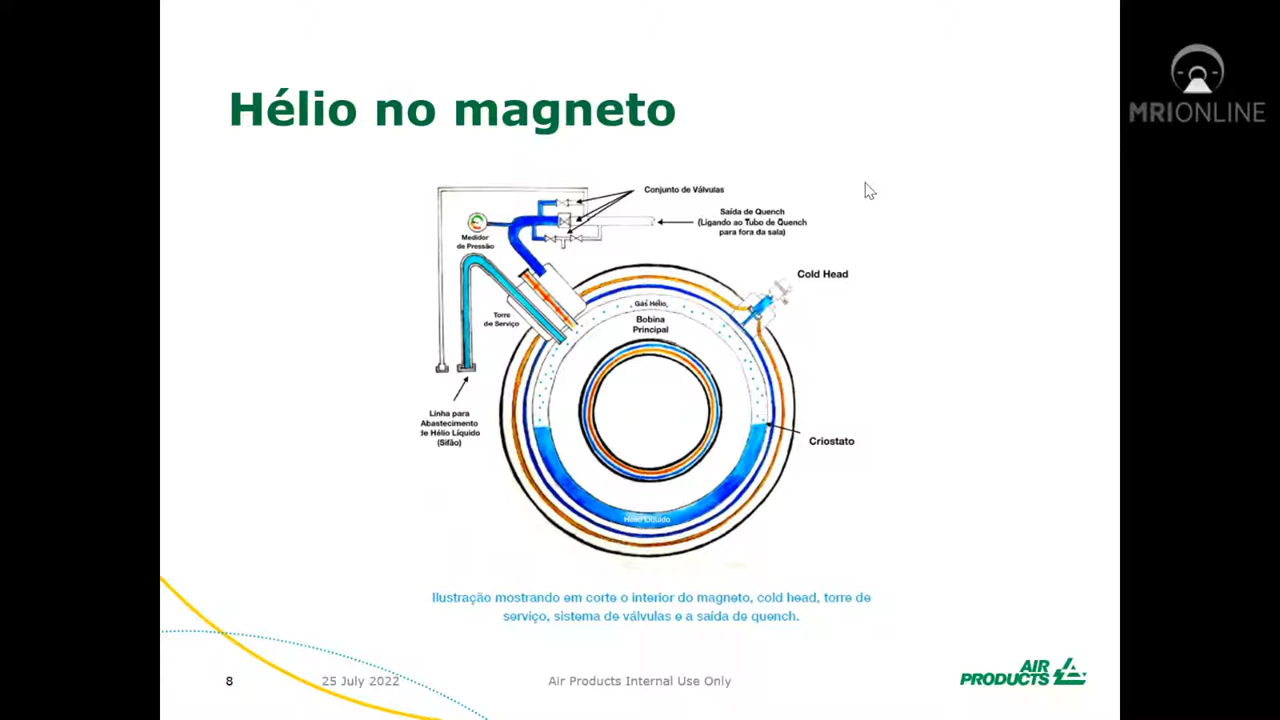 MRIONLINE
Hélio no magneto
Conjunto de Válvulas
Saída de Quench
(Ligando ao Tubo de Quench
para fora da sala)
Medidor
de Pressão
Cold Head
Gás Hélio
Bobina
Principal
Torre
de Serviço
Linha para
Abastecimento
de Hélio Líquido
(Sifão)
Criostato
Hélio Líquido
Ilustração mostrando em corte o interior do magneto, cold head, torre de
serviço, sistema de válvulas e a saída de quench.
8
25 July 2022
Air Products Internal Use Only
AIR
PRODUCTS